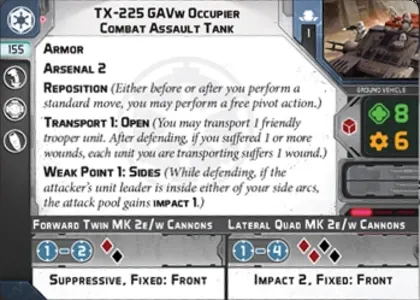 TX-225 GAVw Occupier
Combat Assault Tank
1
155
Armor
Arsenal 2
Reposition (Either before or after you perform a
standard move, you may perform a free pivot action.)
Transport 1: Open (You may transport 1 friendly
trooper unit. After defending, if you suffered 1 or more
wounds, each unit you are transporting suffers 1 wound.)
Weak Point 1: Sides (While defending, if the
attacker's unit leader is inside either of your side arcs,
the attack pool gains impact 1.)
Ground Vehicle
8
6
Forward Twin MK 2e/w Cannons
1-2
Suppressive, Fixed: Front
Lateral Quad MK 2e/w Cannons
1-4
Impact 2, Fixed: Front